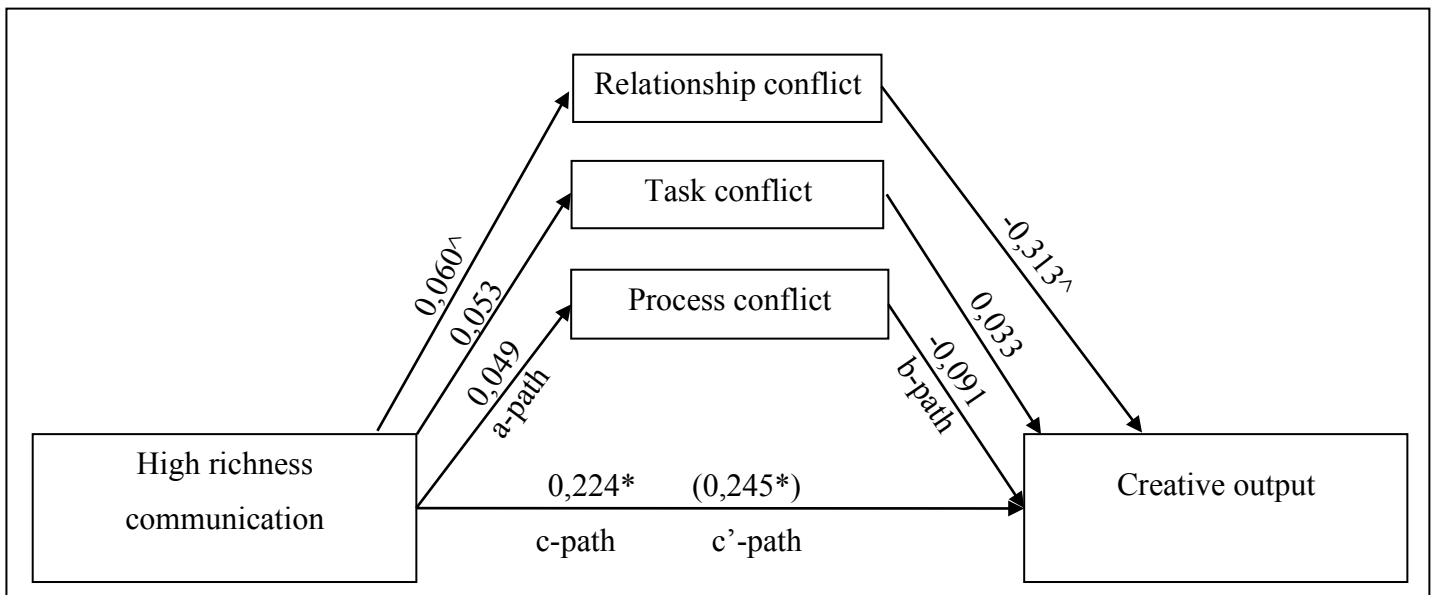 Relationship conflict
Task conflict
Process conflict
0,060^
0,053
0,049
a-path
-0,313^
0,033
-0,091
b-path
High richness
communication
0,224* (0,245*)
c-path c’-path
Creative output